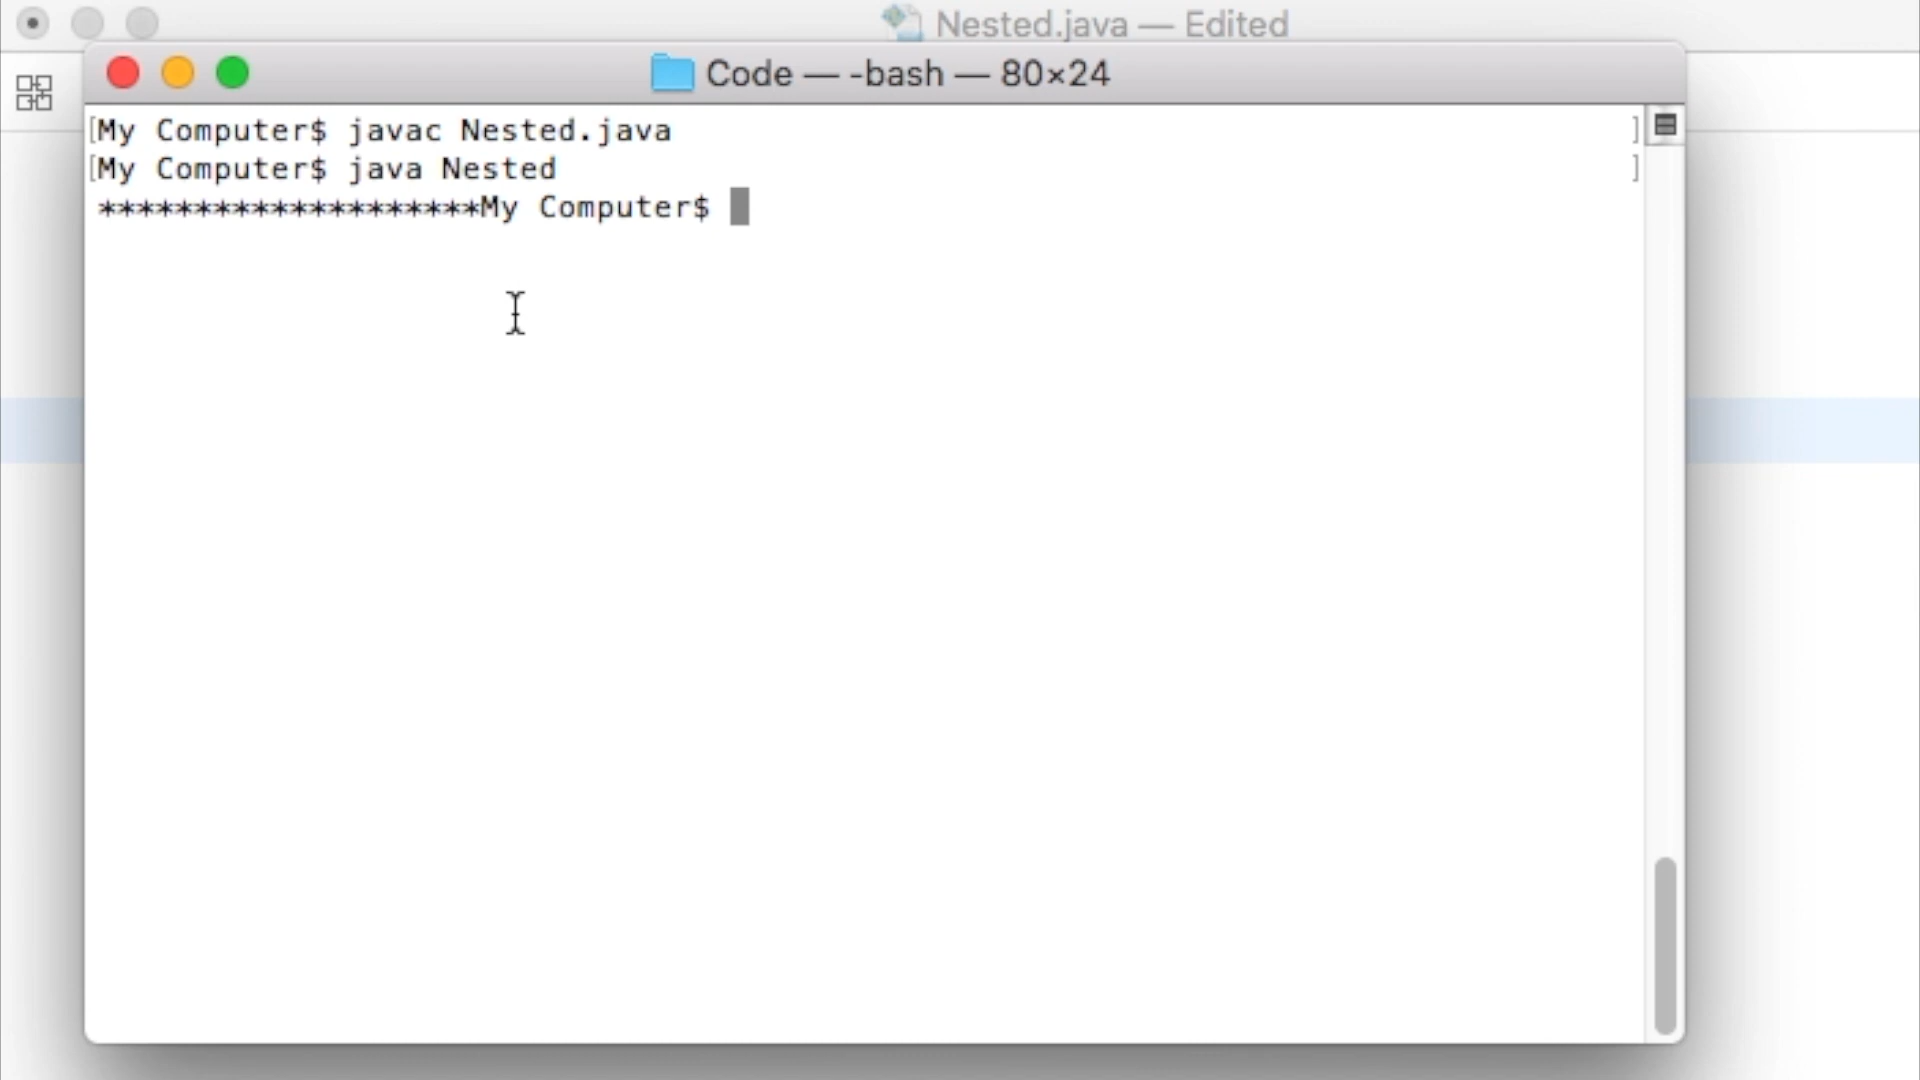 Nested.java — Edited
Code — -bash — 80×24
[My Computer$ javac Nested.java ]
[My Computer$ java Nested ]
********************My Computer$